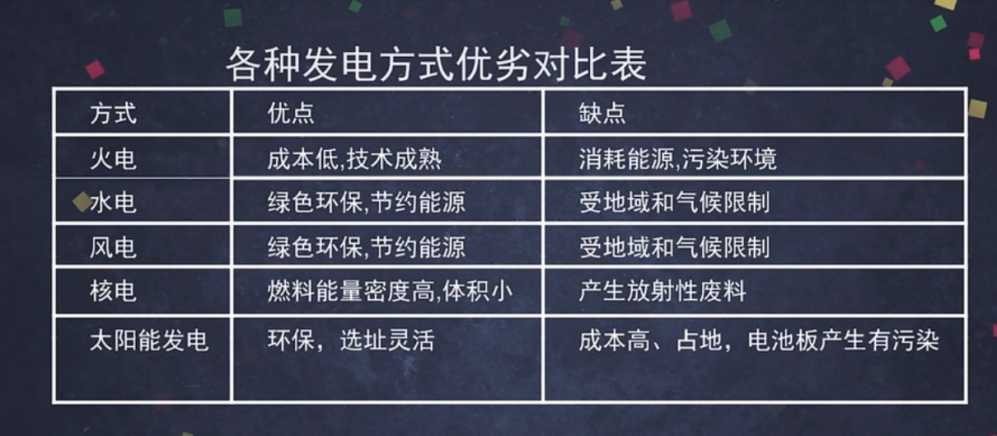 各种发电方式优劣对比表
方式 优点 缺点
火电 成本低,技术成熟 消耗能源,污染环境
水电 绿色环保,节约能源 受地域和气候限制
风电 绿色环保,节约能源 受地域和气候限制
核电 燃料能量密度高,体积小 产生放射性废料
太阳能发电 环保，选址灵活 成本高、占地，电池板产生有污染